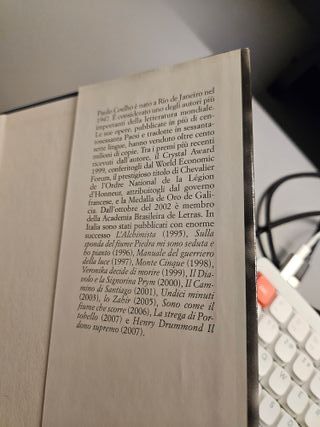 Paulo Coelho è nato a Rio de Janeiro nel
1947. È considerato uno degli autori più
importanti della letteratura mondiale.
Le sue opere, pubblicate in più di cen-
tosessanta Paesi e tradotte in sessanta-
sette lingue, hanno venduto oltre cento
milioni di copie. Tra i premi più recenti
ricevuti dall'autore, il Crystal Award
1999, conferitogli dal World Economic
Forum, il prestigioso titolo di Chevalier
de l'Ordre National de la Légion
d'Honneur, attribuitogli dal governo
francese, e la Medalla de Oro de Gali-
cia. Dall'ottobre del 2002 è membro
della Academia Brasileira de Letras. In
Italia sono stati pubblicati con enorme
successo L'Alchimista (1995), Sulla
sponda del fiume Piedra mi sono seduta e
ho pianto (1996), Manuale del guerriero
della luce (1997), Monte Cinque (1998),
Veronika decide di morire (1999), Il Dia-
volo e la Signorina Prym (2000), Il Cam-
mino di Santiago (2001), Undici minuti
(2003), lo Zahir (2005), Sono come il
fiume che scorre (2006), La strega di Por-
tobello (2007) e Henry Drummond Il
dono supremo (2007).